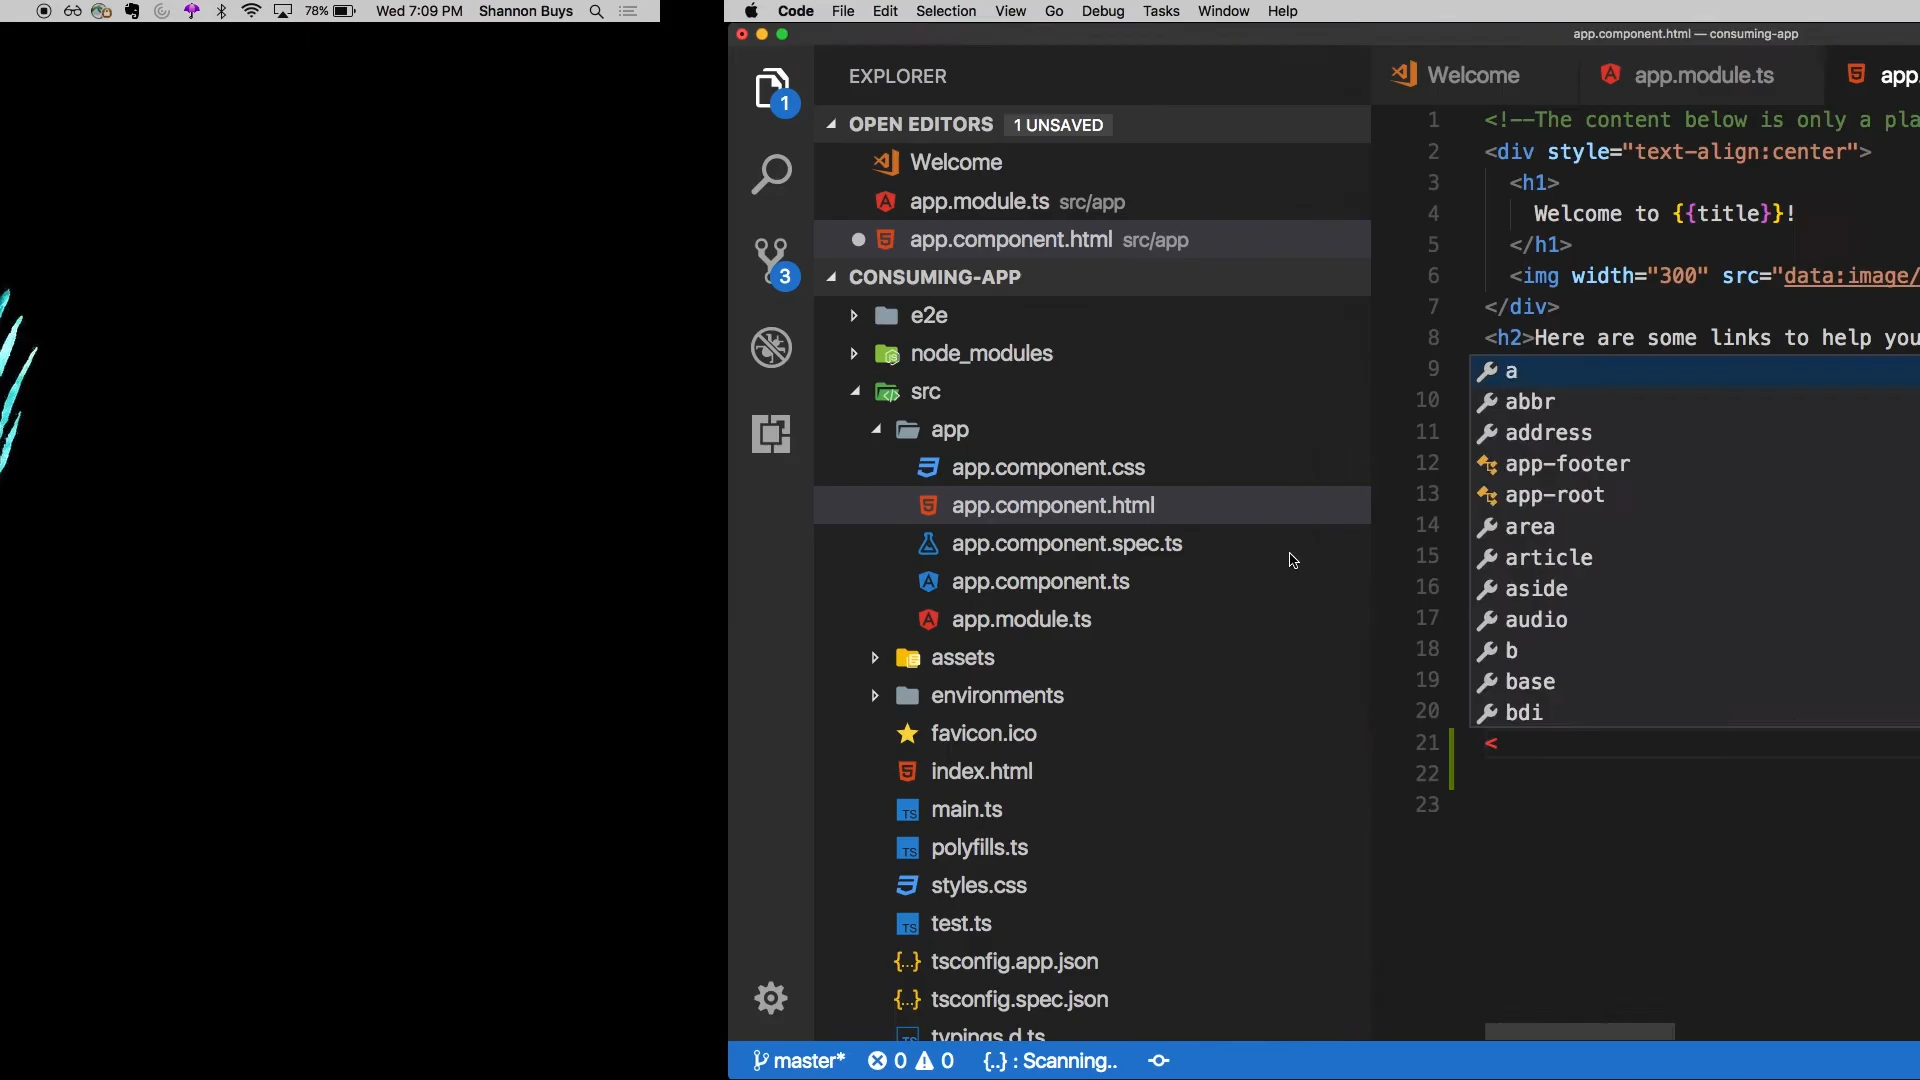 78% Wed 7:09 PM Shannon Buys
Code File Edit Selection View Go Debug Tasks Window Help
app.component.html — consuming-app
EXPLORER
Welcome app.module.ts app.
1
3
OPEN EDITORS 1 UNSAVED
Welcome
app.module.ts src/app
app.component.html src/app
CONSUMING-APP
e2e
node_modules
src
app
app.component.css
app.component.html
app.component.spec.ts
app.component.ts
app.module.ts
assets
environments
favicon.ico
index.html
main.ts
polyfills.ts
styles.css
test.ts
tsconfig.app.json
tsconfig.spec.json
typings.d.ts
1 <!--The content below is only a pla
2 <div style="text-align:center">
3 <h1>
4 Welcome to {{title}}!
5 </h1>
6 <img width="300" src="data:image/
7 </div>
8 <h2>Here are some links to help you
9 a
10 abbr
11 address
12 app-footer
13 app-root
14 area
15 article
16 aside
17 audio
18 b
19 base
20 bdi
21 <
22
23
master* 0 0 {..} : Scanning..